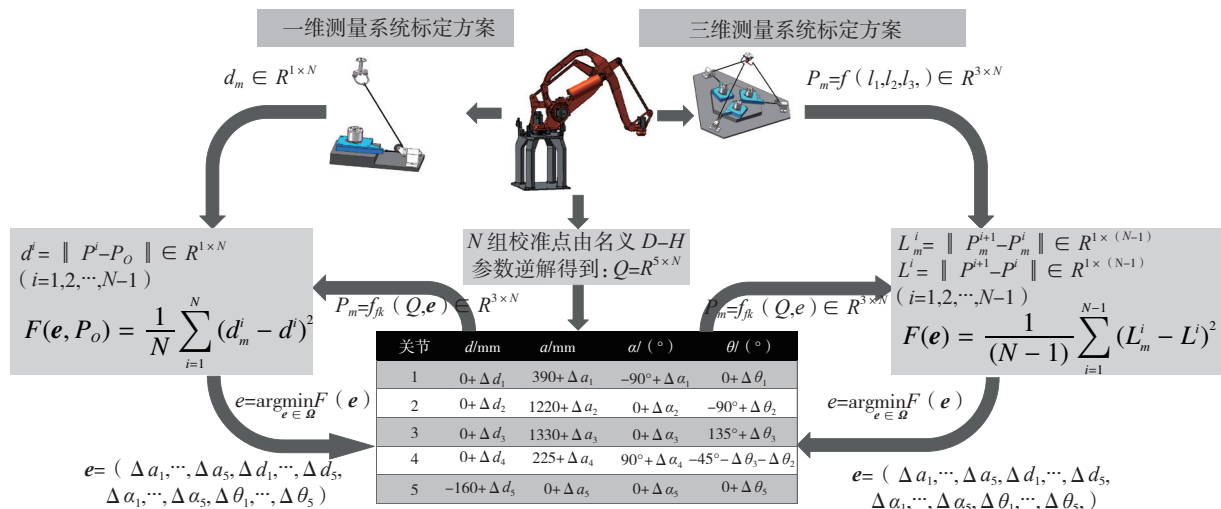 一维测量系统标定方案
三维测量系统标定方案
d_m ∈ R^{1×N}
P_m=f(l_1,l_2,l_3,) ∈ R^{3×N}
d^i=‖P^i-P_O‖∈R^{1×N}
(i=1,2,⋯,N-1)
F(e, P_O) = \frac{1}{N} \sum_{i=1}^{N} (d_m^i - d^i)^2
N 组校准点由名义 D-H
参数逆解得到:Q=R^{5×N}
L_m^i=‖P_m^{i+1}-P_m^i‖∈R^{1×(N-1)}
L^i=‖P^{i+1}-P^i‖∈R^{1×(N-1)}
(i=1,2,⋯,N-1)
F(e) = \frac{1}{(N-1)} \sum_{i=1}^{N-1} (L_m^i - L^i)^2
P_m=f_{fk}(Q,e)∈R^{3×N}
P_m=f_{fk}(Q,e)∈R^{3×N}
关节 d/mm a/mm α/(°) θ/(°)
1 0+Δd_1 390+Δa_1 -90°+Δα_1 0+Δθ_1
2 0+Δd_2 1220+Δa_2 0+Δα_2 -90°+Δθ_2
3 0+Δd_3 1330+Δa_3 0+Δα_3 135°+Δθ_3
4 0+Δd_4 225+Δa_4 90°+Δα_4 -45°-Δθ_3-Δθ_2
5 -160+Δd_5 0+Δa_5 0+Δα_5 0+Δθ_5
e=argminF(e)
e∈Ω
e=(Δa_1,⋯,Δa_5,Δd_1,⋯,Δd_5,
Δα_1,⋯,Δα_5,Δθ_1,⋯,Δθ_5)
e=argminF(e)
e∈Ω
e=(Δa_1,⋯,Δa_5,Δd_1,⋯,Δd_5,
Δα_1,⋯,Δα_5,Δθ_1,⋯,Δθ_5,)